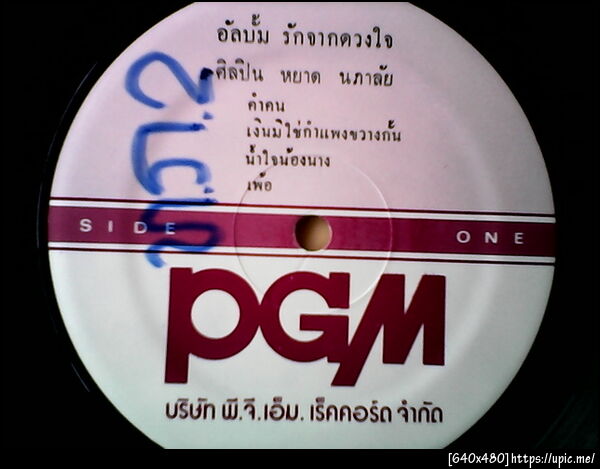 อัลบั้ม รักจากดวงใจ
ศิลปิน หยาด นภาลัย
คำคน
เงินมิใช่กำแพงขวางกั้น
น้ำใจน้องนาง
เพ้อ
SIDE ONE
PGM
บริษัท พี.จี.เอ็ม. เร็คคอร์ด จำกัด
[640x480]https://upic.me/